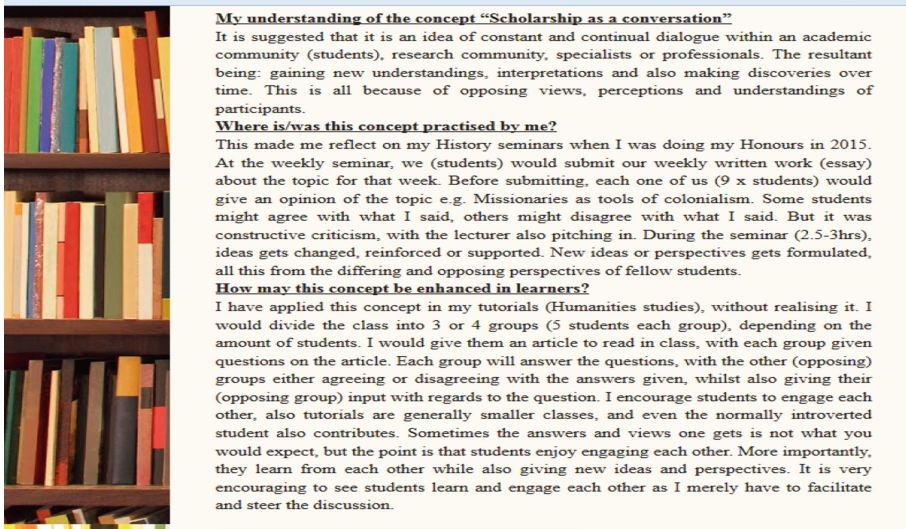 My understanding of the concept “Scholarship as a conversation”
It is suggested that it is an idea of constant and continual dialogue within an academic
community (students), research community, specialists or professionals. The resultant
being: gaining new understandings, interpretations and also making discoveries over
time. This is all because of opposing views, perceptions and understandings of
participants.
Where is/was this concept practised by me?
This made me reflect on my History seminars when I was doing my Honours in 2015.
At the weekly seminar, we (students) would submit our weekly written work (essay)
about the topic for that week. Before submitting, each one of us (9 x students) would
give an opinion of the topic e.g. Missionaries as tools of colonialism. Some students
might agree with what I said, others might disagree with what I said. But it was
constructive criticism, with the lecturer also pitching in. During the seminar (2.5-3hrs),
ideas gets changed, reinforced or supported. New ideas or perspectives gets formulated,
all this from the differing and opposing perspectives of fellow students.
How may this concept be enhanced in learners?
I have applied this concept in my tutorials (Humanities studies), without realising it. I
would divide the class into 3 or 4 groups (5 students each group), depending on the
amount of students. I would give them an article to read in class, with each group given
questions on the article. Each group will answer the questions, with the other (opposing)
groups either agreeing or disagreeing with the answers given, whilst also giving their
(opposing group) input with regards to the question. I encourage students to engage each
other, also tutorials are generally smaller classes, and even the normally introverted
student also contributes. Sometimes the answers and views one gets is not what you
would expect, but the point is that students enjoy engaging each other. More importantly,
they learn from each other while also giving new ideas and perspectives. It is very
encouraging to see students learn and engage each other as I merely have to facilitate
and steer the discussion.